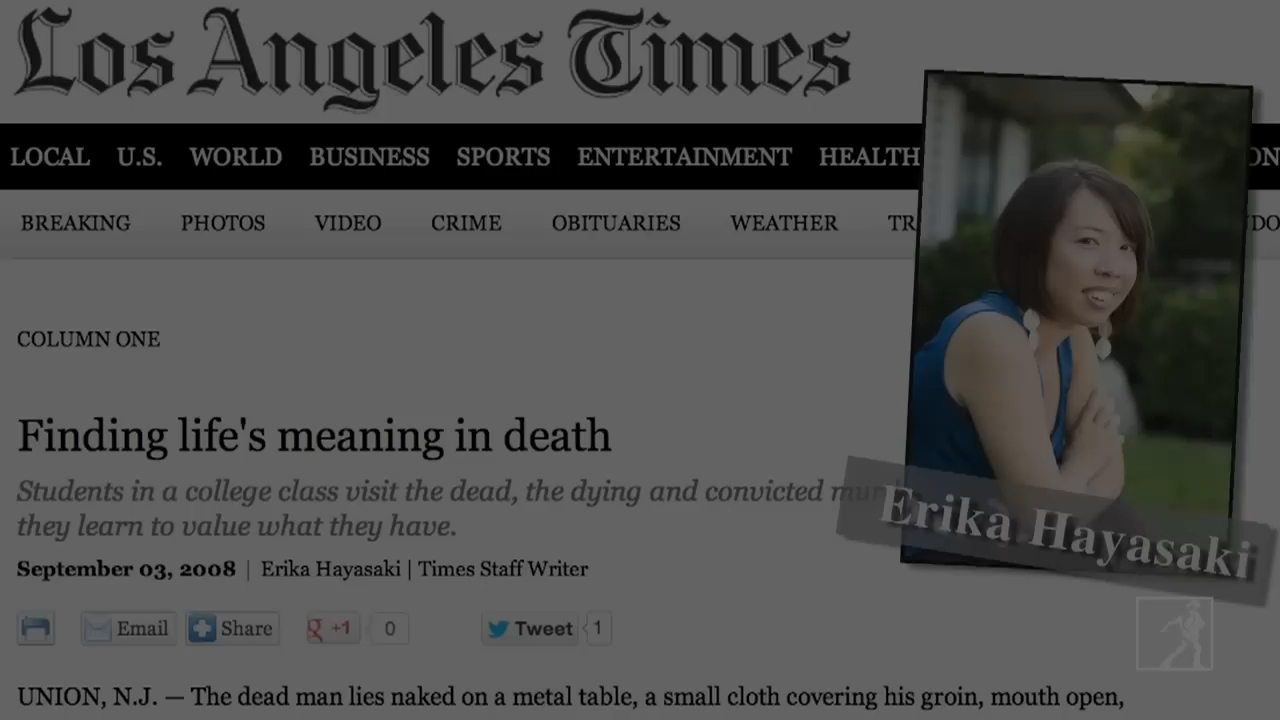 Los Angeles Times
LOCAL U.S. WORLD BUSINESS SPORTS ENTERTAINMENT HEALTH
BREAKING PHOTOS VIDEO CRIME OBITUARIES WEATHER
COLUMN ONE
Finding life's meaning in death
Students in a college class visit the dead, the dying and convicted
they learn to value what they have.
Erika Hayasaki
September 03, 2008 | Erika Hayasaki | Times Staff Writer
Email Share +1 0 Tweet 1
UNION, N.J. — The dead man lies naked on a metal table, a small cloth covering his groin, mouth open,